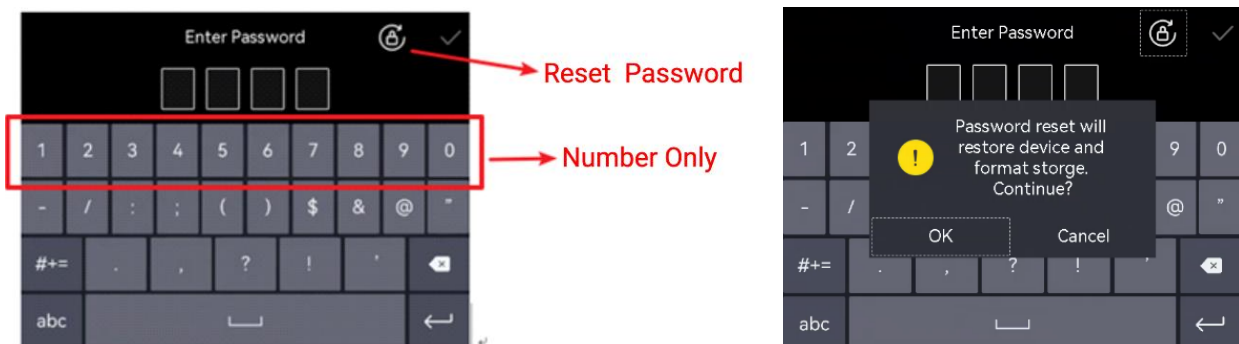 Enter Password
Reset Password
1 2 3 4 5 6 7 8 9 0
Number Only
- / : ; ( ) $ & @ "
#+= . , ? ! '
abc
Enter Password
Password reset will
restore device and
format storge.
Continue?
OK Cancel
1 2 9 0
- / @ "
#+= . , ? ! '
abc